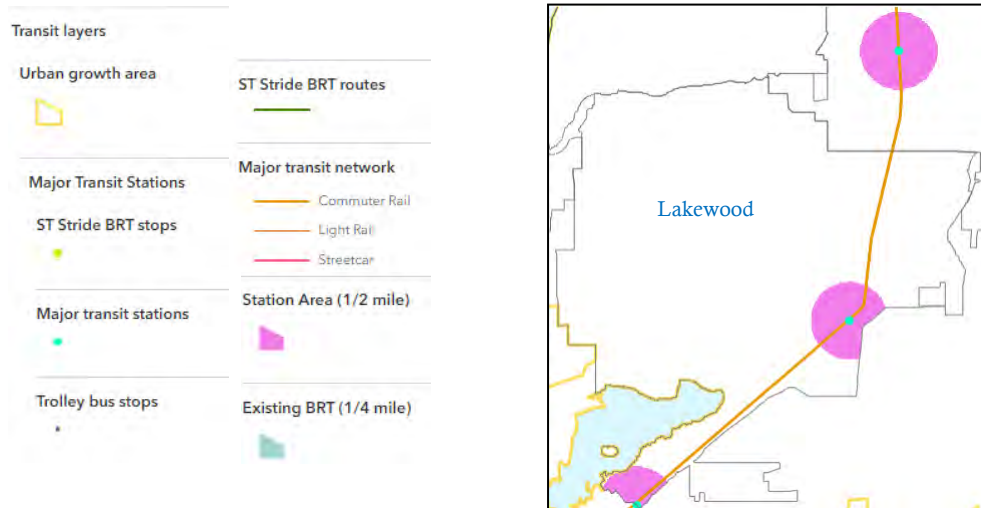 Transit layers
Urban growth area
Major Transit Stations
ST Stride BRT stops
Major transit stations
Trolley bus stops
ST Stride BRT routes
Major transit network
Commuter Rail
Light Rail
Streetcar
Station Area (1/2 mile)
Existing BRT (1/4 mile)
Lakewood